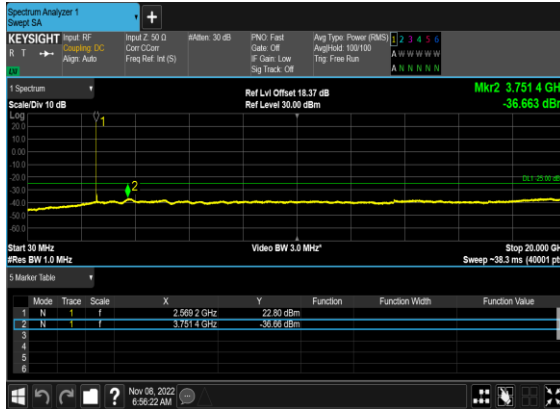 Spectrum Analyzer 1
Swept SA
+
KEYSIGHT Input: RF Input Z: 50 Ω #Atten: 30 dB PNO: Fast Avg Type: Power (RMS) 1 2 3 4 5 6
R T Coupling: DC Corr CCorr Gate: Off Avg|Hold: 100/100 A W W W W W
Align: Auto Freq Ref: Int (S) IF Gain: Low Trig: Free Run
LU Sig Track: Off A N N N N N
1 Spectrum Ref Lvl Offset 18.37 dB Mkr2 3.751 4 GH
Scale/Div 10 dB Ref Level 30.00 dBm -36.663 dBr
Log
20.0
10.0
0.00
-10.0
-20.0
-30.0
-40.0
-50.0
-60.0
1
2
DL1 -25.00 dB
Start 30 MHz Video BW 3.0 MHz* Stop 20.000 GH
#Res BW 1.0 MHz Sweep ~38.3 ms (40001 pt
5 Marker Table
Mode Trace Scale X Y Function Function Width Function Value
1 N 1 f 2.569 2 GHz 22.80 dBm
2 N 1 f 3.751 4 GHz -36.66 dBm
3
4
5
6
? Nov 08, 2022
6:56:22 AM